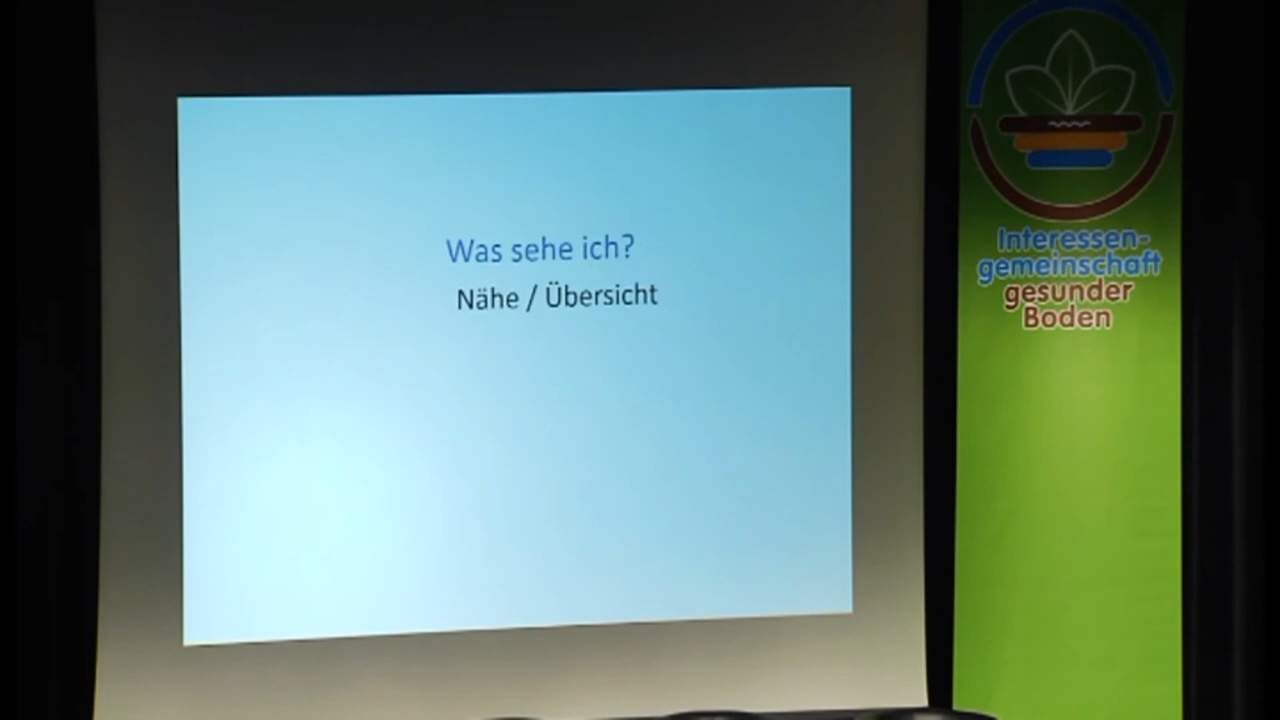 Was sehe ich?
Nähe / Übersicht
Interessen-
gemeinschaft
gesunder
Boden